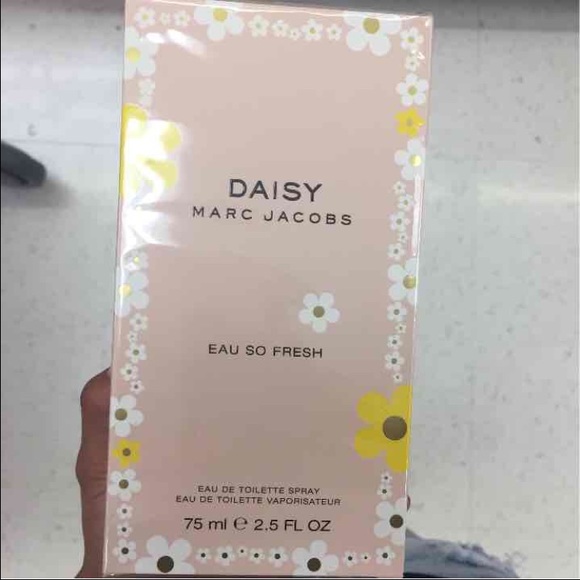 DAISY
MARC JACOBS
EAU SO FRESH
EAU DE TOILETTE SPRAY
EAU DE TOILETTE VAPORISATEUR
75 ml ℮ 2.5 FL OZ